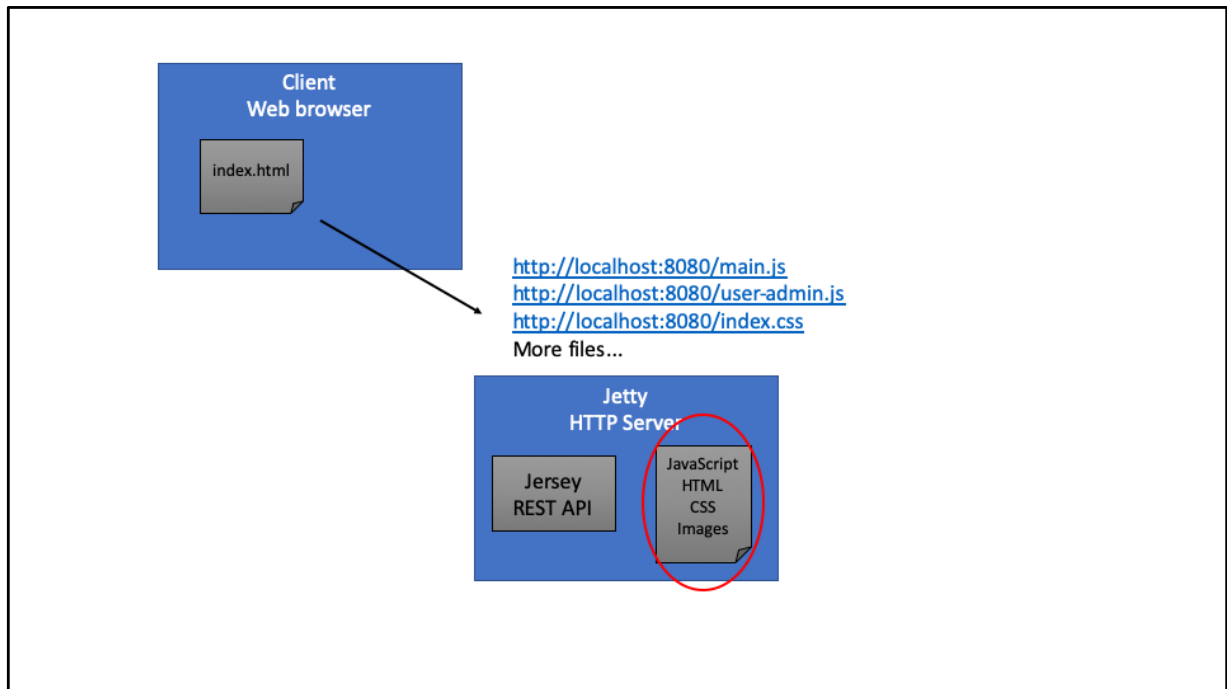 Client
Web browser
index.html
http://localhost:8080/main.js
http://localhost:8080/user-admin.js
http://localhost:8080/index.css
More files...
Jetty
HTTP Server
Jersey
REST API
JavaScript
HTML
CSS
Images